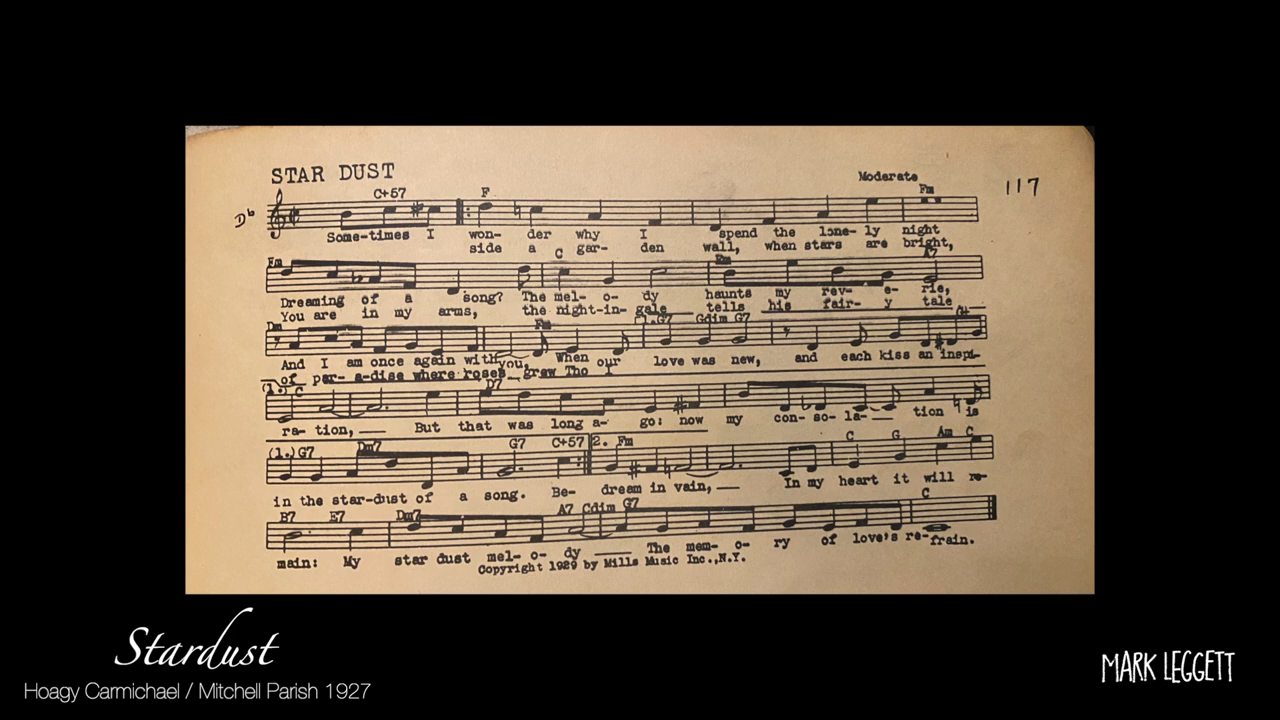 STAR DUST
Moderate
117
C+57 F Fm
Db
Some-times I won- der why I spend the lone- ly night
side a gar- den wall, when stars are bright,
Fm C Em A7
Dreaming of a song? The mel- o- dy haunts my rev- e- rie,
You are in my arms, the night-in- gale tells his fair- y tale
Dm Fm 1.G7 Gdim G7 G+
And I am once again with you, When our love was new, and each kiss an inspi-
of par- a-dise where roses grew Tho I
(1.) C D7
ra- tion, But that was long a- go: now my con- so- la- tion is
(1.)G7 Dm7 G7 C+57 2. Fm C G Am C
in the star-dust of a song. Be- dream in vain, In my heart it will re-
B7 E7 Dm7 A7 Cdim G7 C
main: My star dust mel- o- dy The mem- o- ry of love's re-frain.
Copyright 1929 by Mills Music Inc.,N.Y.
Stardust
Hoagy Carmichael / Mitchell Parish 1927
MARK LEGGETT